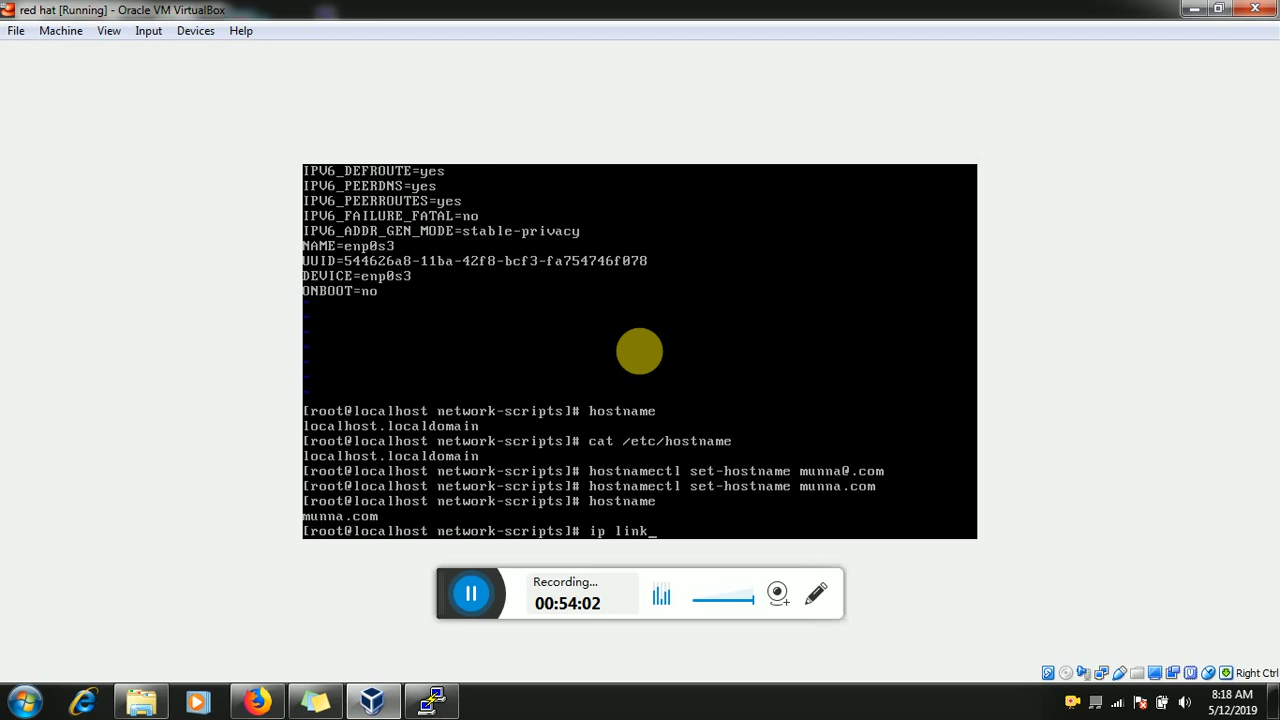 red hat [Running] - Oracle VM VirtualBox
File Machine View Input Devices Help
IPV6_DEFROUTE=yes
IPV6_PEERDNS=yes
IPV6_PEERROUTES=yes
IPV6_FAILURE_FATAL=no
IPV6_ADDR_GEN_MODE=stable-privacy
NAME=enp0s3
UUID=544626a8-11ba-42f8-bcf3-fa754746f078
DEVICE=enp0s3
ONBOOT=no
~
~
~
~
~
~
~
[root@localhost network-scripts]# hostname
localhost.localdomain
[root@localhost network-scripts]# cat /etc/hostname
localhost.localdomain
[root@localhost network-scripts]# hostnamectl set-hostname munna@.com
[root@localhost network-scripts]# hostnamectl set-hostname munna.com
[root@localhost network-scripts]# hostname
munna.com
[root@localhost network-scripts]# ip link_
Recording...
00:54:02
Right Ctrl
8:18 AM
5/12/2019